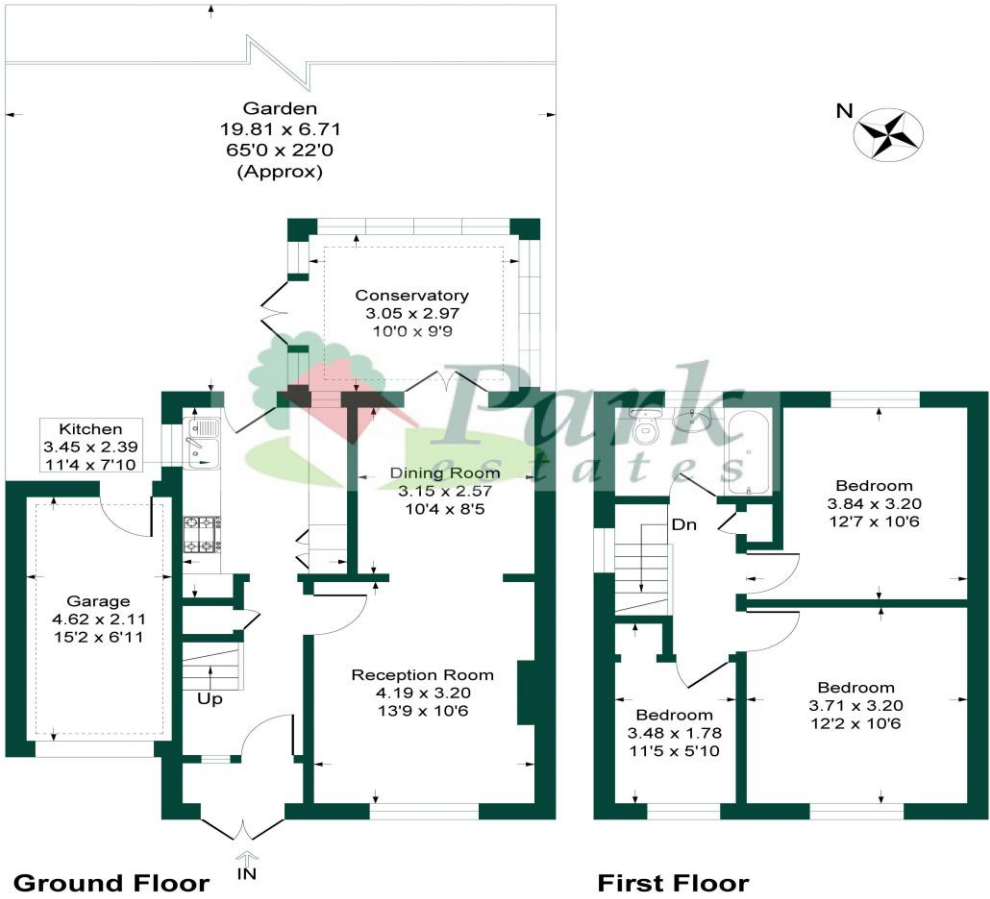 Garden
19.81 x 6.71
65'0 x 22'0
(Approx)
N
Conservatory
3.05 x 2.97
10'0 x 9'9
Park
estates
Kitchen
3.45 x 2.39
11'4 x 7'10
Dining Room
3.15 x 2.57
10'4 x 8'5
Bedroom
3.84 x 3.20
12'7 x 10'6
Dn
Garage
4.62 x 2.11
15'2 x 6'11
Reception Room
4.19 x 3.20
13'9 x 10'6
Up
Bedroom
3.48 x 1.78
11'5 x 5'10
Bedroom
3.71 x 3.20
12'2 x 10'6
IN
Ground Floor
First Floor